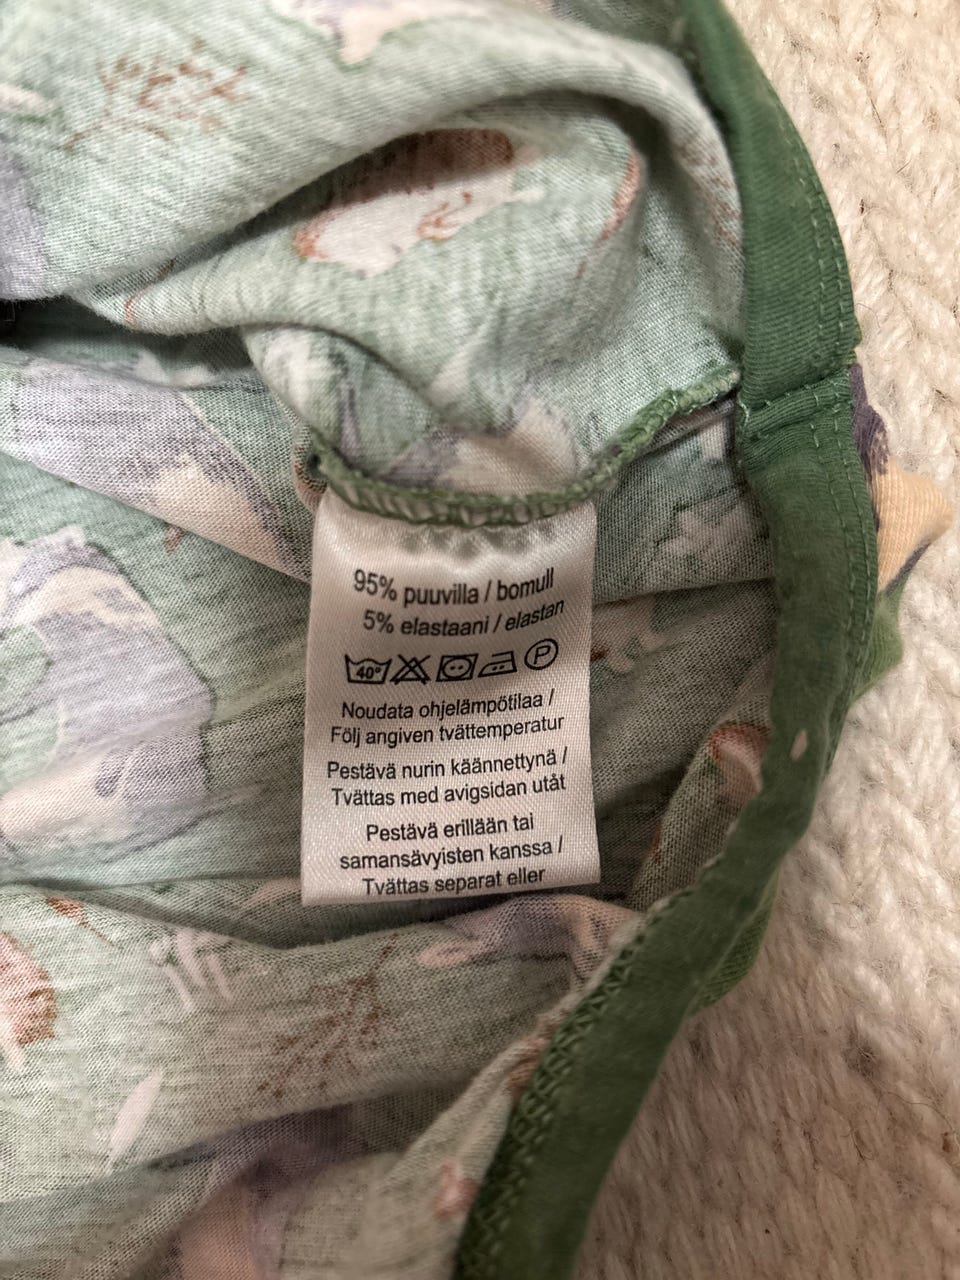 95% puuvilla / bomull
5% elastaani / elastan
40° P
Noudata ohjelämpötilaa /
Följ angiven tvättemperatur
Pestävä nurin käännettynä /
Tvättas med avigsidan utåt
Pestävä erillään tai
samansävyisten kanssa /
Tvättas separat eller